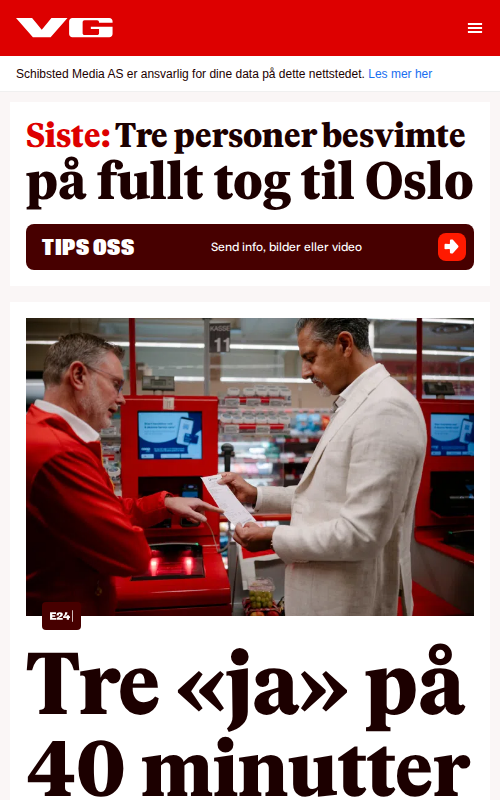 VG
Schibsted Media AS er ansvarlig for dine data på dette nettstedet. Les mer her
Siste: Tre personer besvimte
på fullt tog til Oslo
TIPS OSS
Send info, bilder eller video
KASSE
11
E24
Tre «ja» på
40 minutter